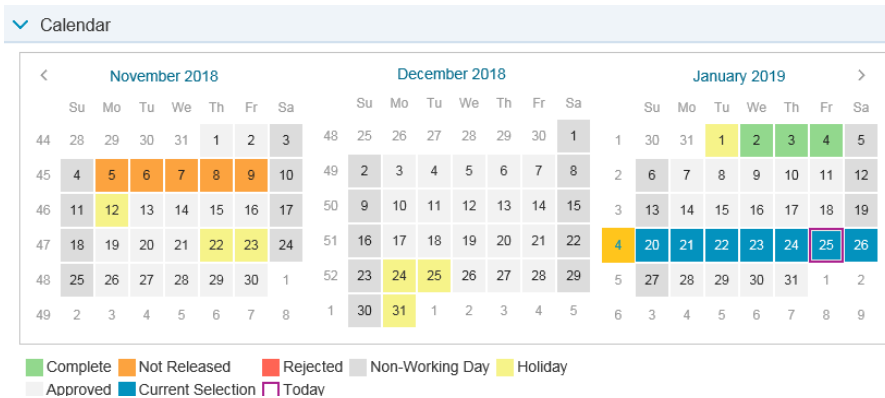 Calendar
November 2018 December 2018 January 2019
Su Mo Tu We Th Fr Sa Su Mo Tu We Th Fr Sa Su Mo Tu We Th Fr Sa
44 28 29 30 31 1 2 3 48 25 26 27 28 29 30 1 1 30 31 1 2 3 4 5
45 4 5 6 7 8 9 10 49 2 3 4 5 6 7 8 2 6 7 8 9 10 11 12
46 11 12 13 14 15 16 17 50 9 10 11 12 13 14 15 3 13 14 15 16 17 18 19
47 18 19 20 21 22 23 24 51 16 17 18 19 20 21 22 4 20 21 22 23 24 25 26
48 25 26 27 28 29 30 1 52 23 24 25 26 27 28 29 5 27 28 29 30 31 1 2
49 2 3 4 5 6 7 8 1 30 31 1 2 3 4 5 6 3 4 5 6 7 8 9
Complete Not Released Rejected Non-Working Day Holiday
Approved Current Selection Today